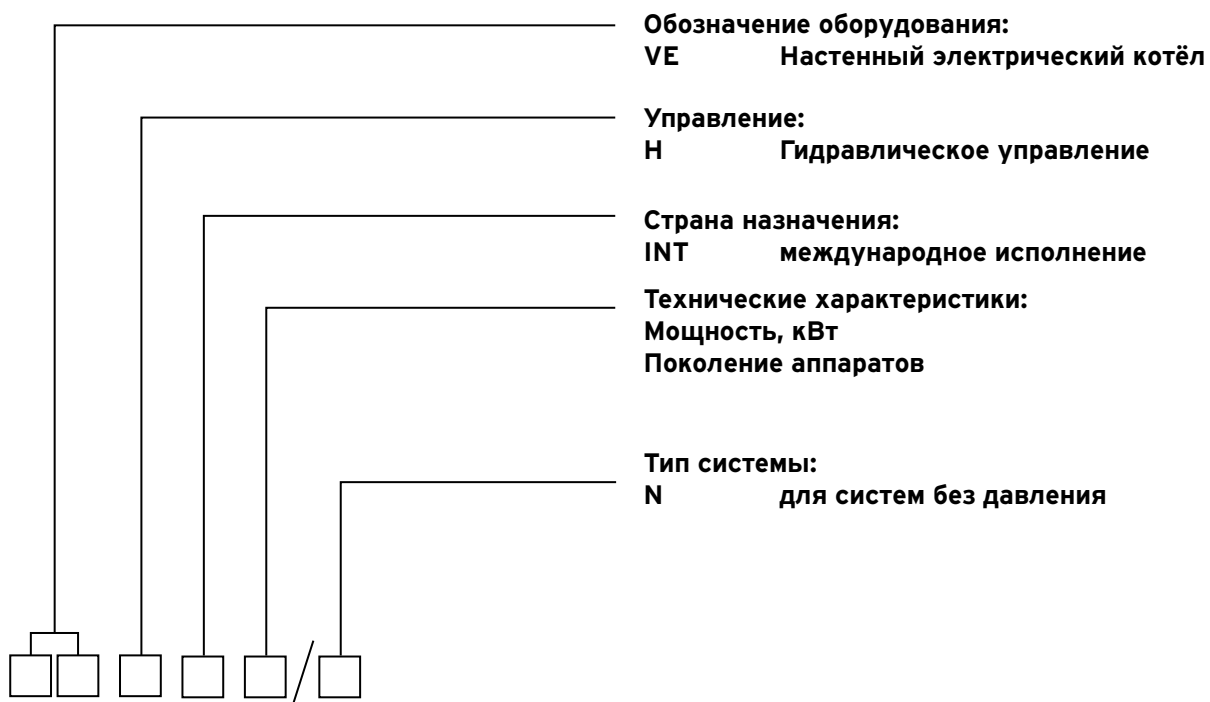 Обозначение оборудования:
VE Настенный электрический котёл
Управление:
H Гидравлическое управление
Страна назначения:
INT международное исполнение
Технические характеристики:
Мощность, кВт
Поколение аппаратов
Тип системы:
N для систем без давления
/